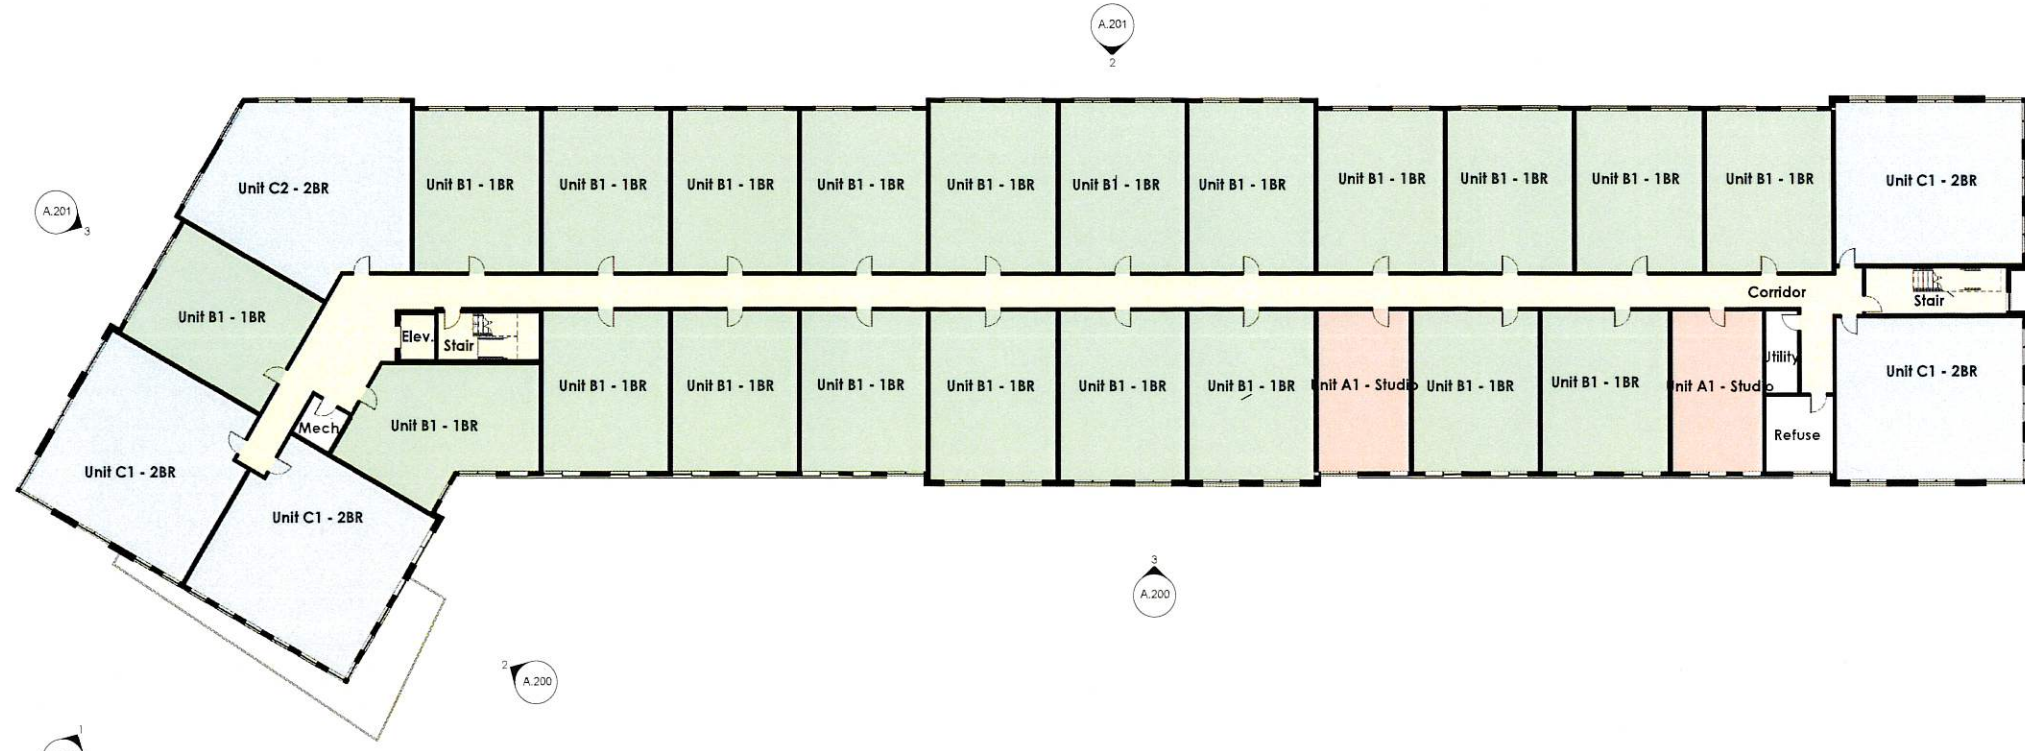 A.201
2
Unit C2 - 2BR
Unit B1 - 1BR
Unit B1 - 1BR
Unit B1 - 1BR
Unit B1 - 1BR
Unit B1 - 1BR
Unit B1 - 1BR
Unit B1 - 1BR
Unit B1 - 1BR
Unit B1 - 1BR
Unit B1 - 1BR
Unit B1 - 1BR
Unit C1 - 2BR
A.201
3
Unit B1 - 1BR
Corridor
Stair
Elev.
Stair
Unit B1 - 1BR
Unit B1 - 1BR
Unit B1 - 1BR
Unit B1 - 1BR
Unit B1 - 1BR
Unit B1 - 1BR
Unit A1 - Studio
Unit B1 - 1BR
Unit B1 - 1BR
Unit A1 - Studio
Utility
Unit C1 - 2BR
Unit B1 - 1BR
Mech
Refuse
Unit C1 - 2BR
Unit C1 - 2BR
3
A.200
2
A.200
1